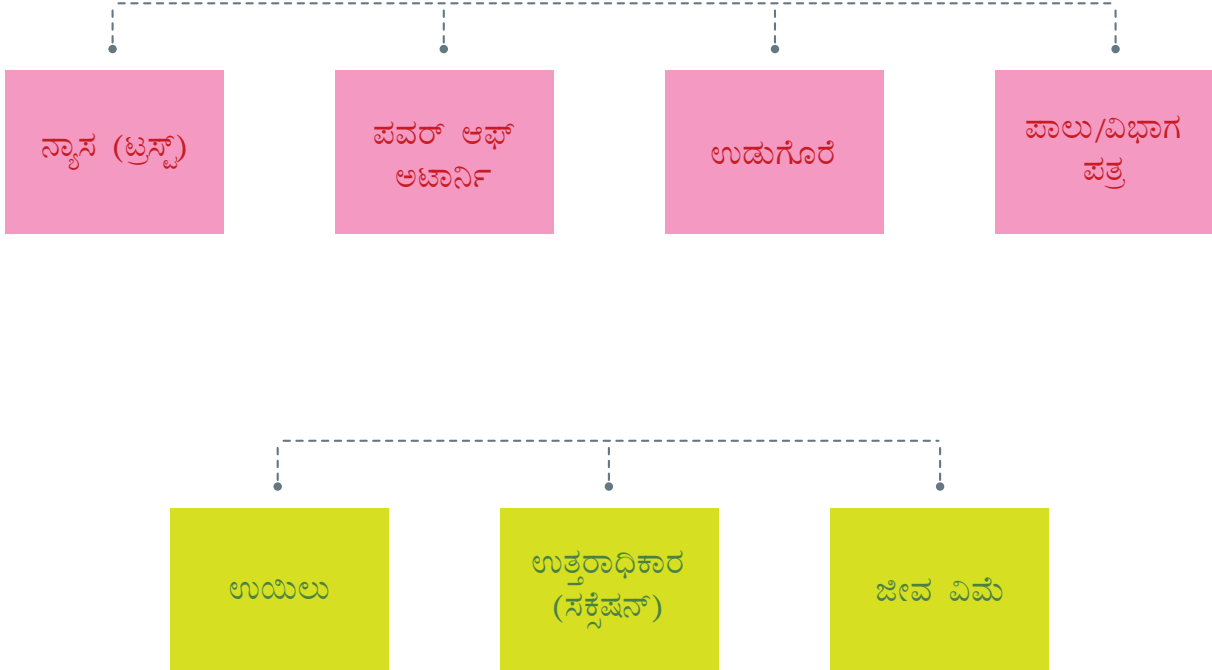 ನ್ಯಾಸ (ಟ್ರಸ್ಟ್)
ಪವರ್ ಆಫ್
ಅಟಾರ್ನಿ
ಉಡುಗೊರೆ
ಪಾಲು/ವಿಭಾಗ
ಪತ್ರ
ಉಯಿಲು
ಉತ್ತರಾಧಿಕಾರ
(ಸಕ್ಸೆಷನ್)
ಜೀವ ವಿಮೆ